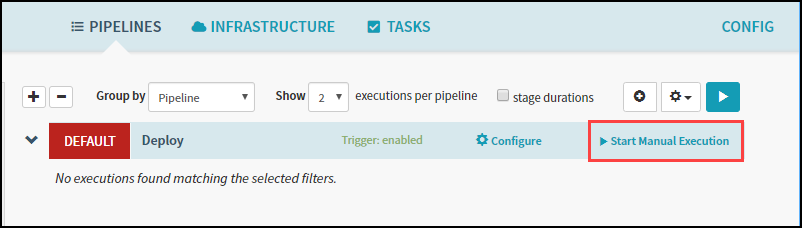 PIPELINES INFRASTRUCTURE TASKS CONFIG
Group by Pipeline Show 2 executions per pipeline stage durations
DEFAULT Deploy Trigger: enabled Configure Start Manual Execution
No executions found matching the selected filters.